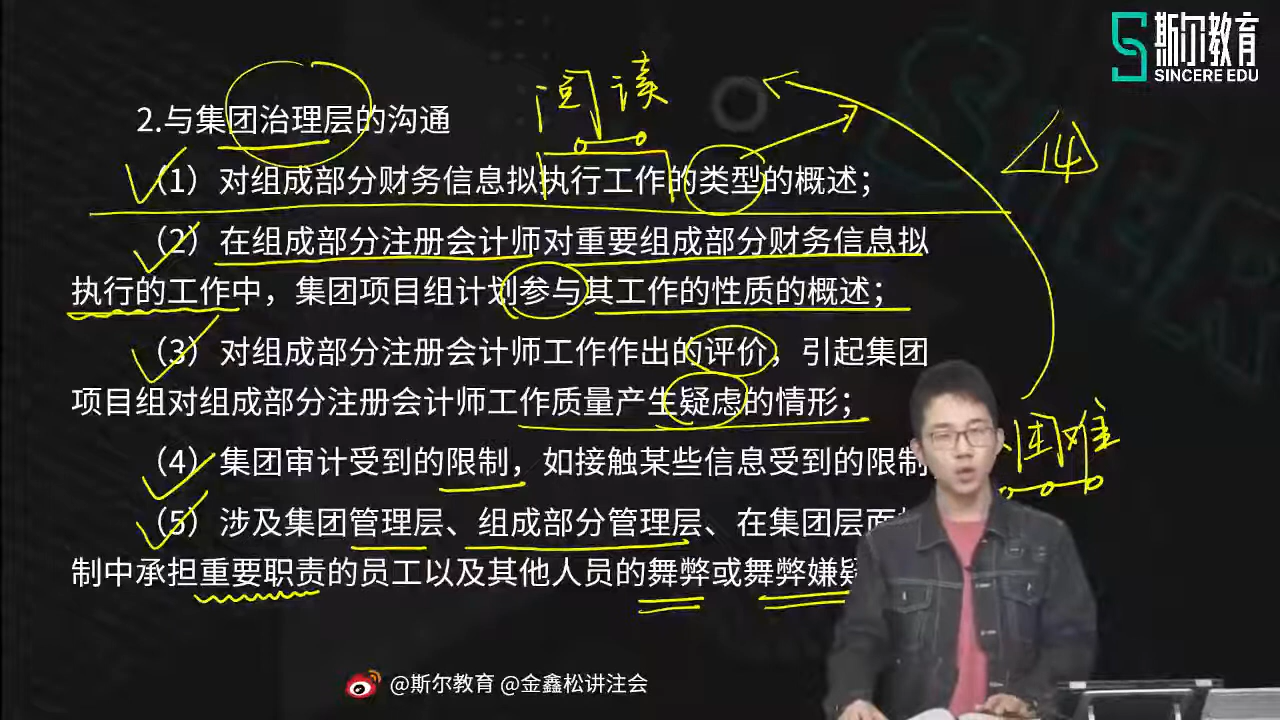 斯尔教育
SINCERE EDU
阅读
2.与集团治理层的沟通
14
(1)对组成部分财务信息拟执行工作的类型的概述;
(2)在组成部分注册会计师对重要组成部分财务信息拟
执行的工作中,集团项目组计划参与其工作的性质的概述;
(3)对组成部分注册会计师工作作出的评价,引起集团
项目组对组成部分注册会计师工作质量产生疑虑的情形;
困难
(4)集团审计受到的限制,如接触某些信息受到的限制
(5)涉及集团管理层、组成部分管理层、在集团层面
制中承担重要职责的员工以及其他人员的舞弊或舞弊嫌疑
@斯尔教育 @金鑫松讲注会